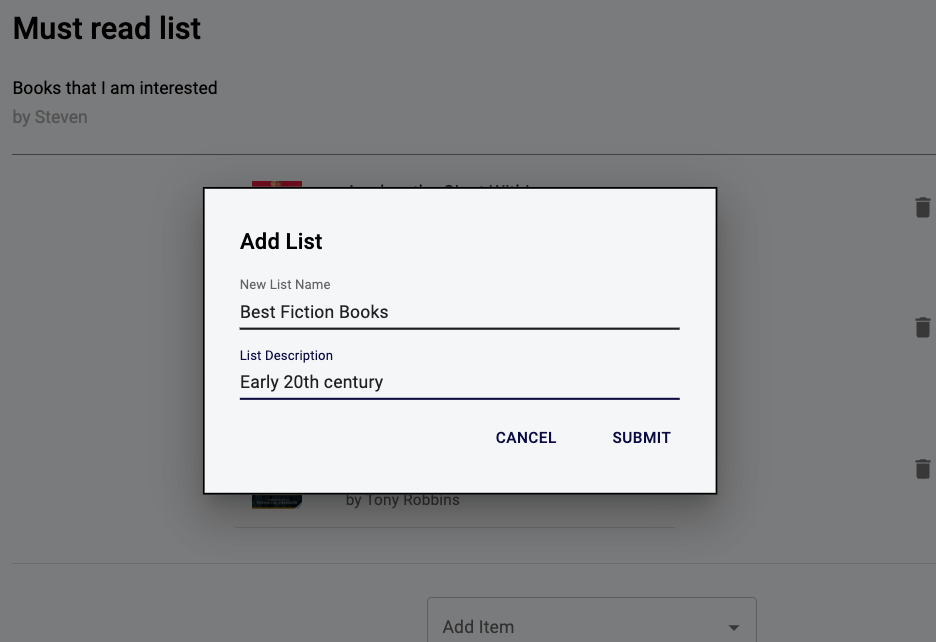 Must read list
Books that I am interested
by Steven
Add List
New List Name
Best Fiction Books
List Description
Early 20th century
CANCEL
SUBMIT
by Tony Robbins
Add Item